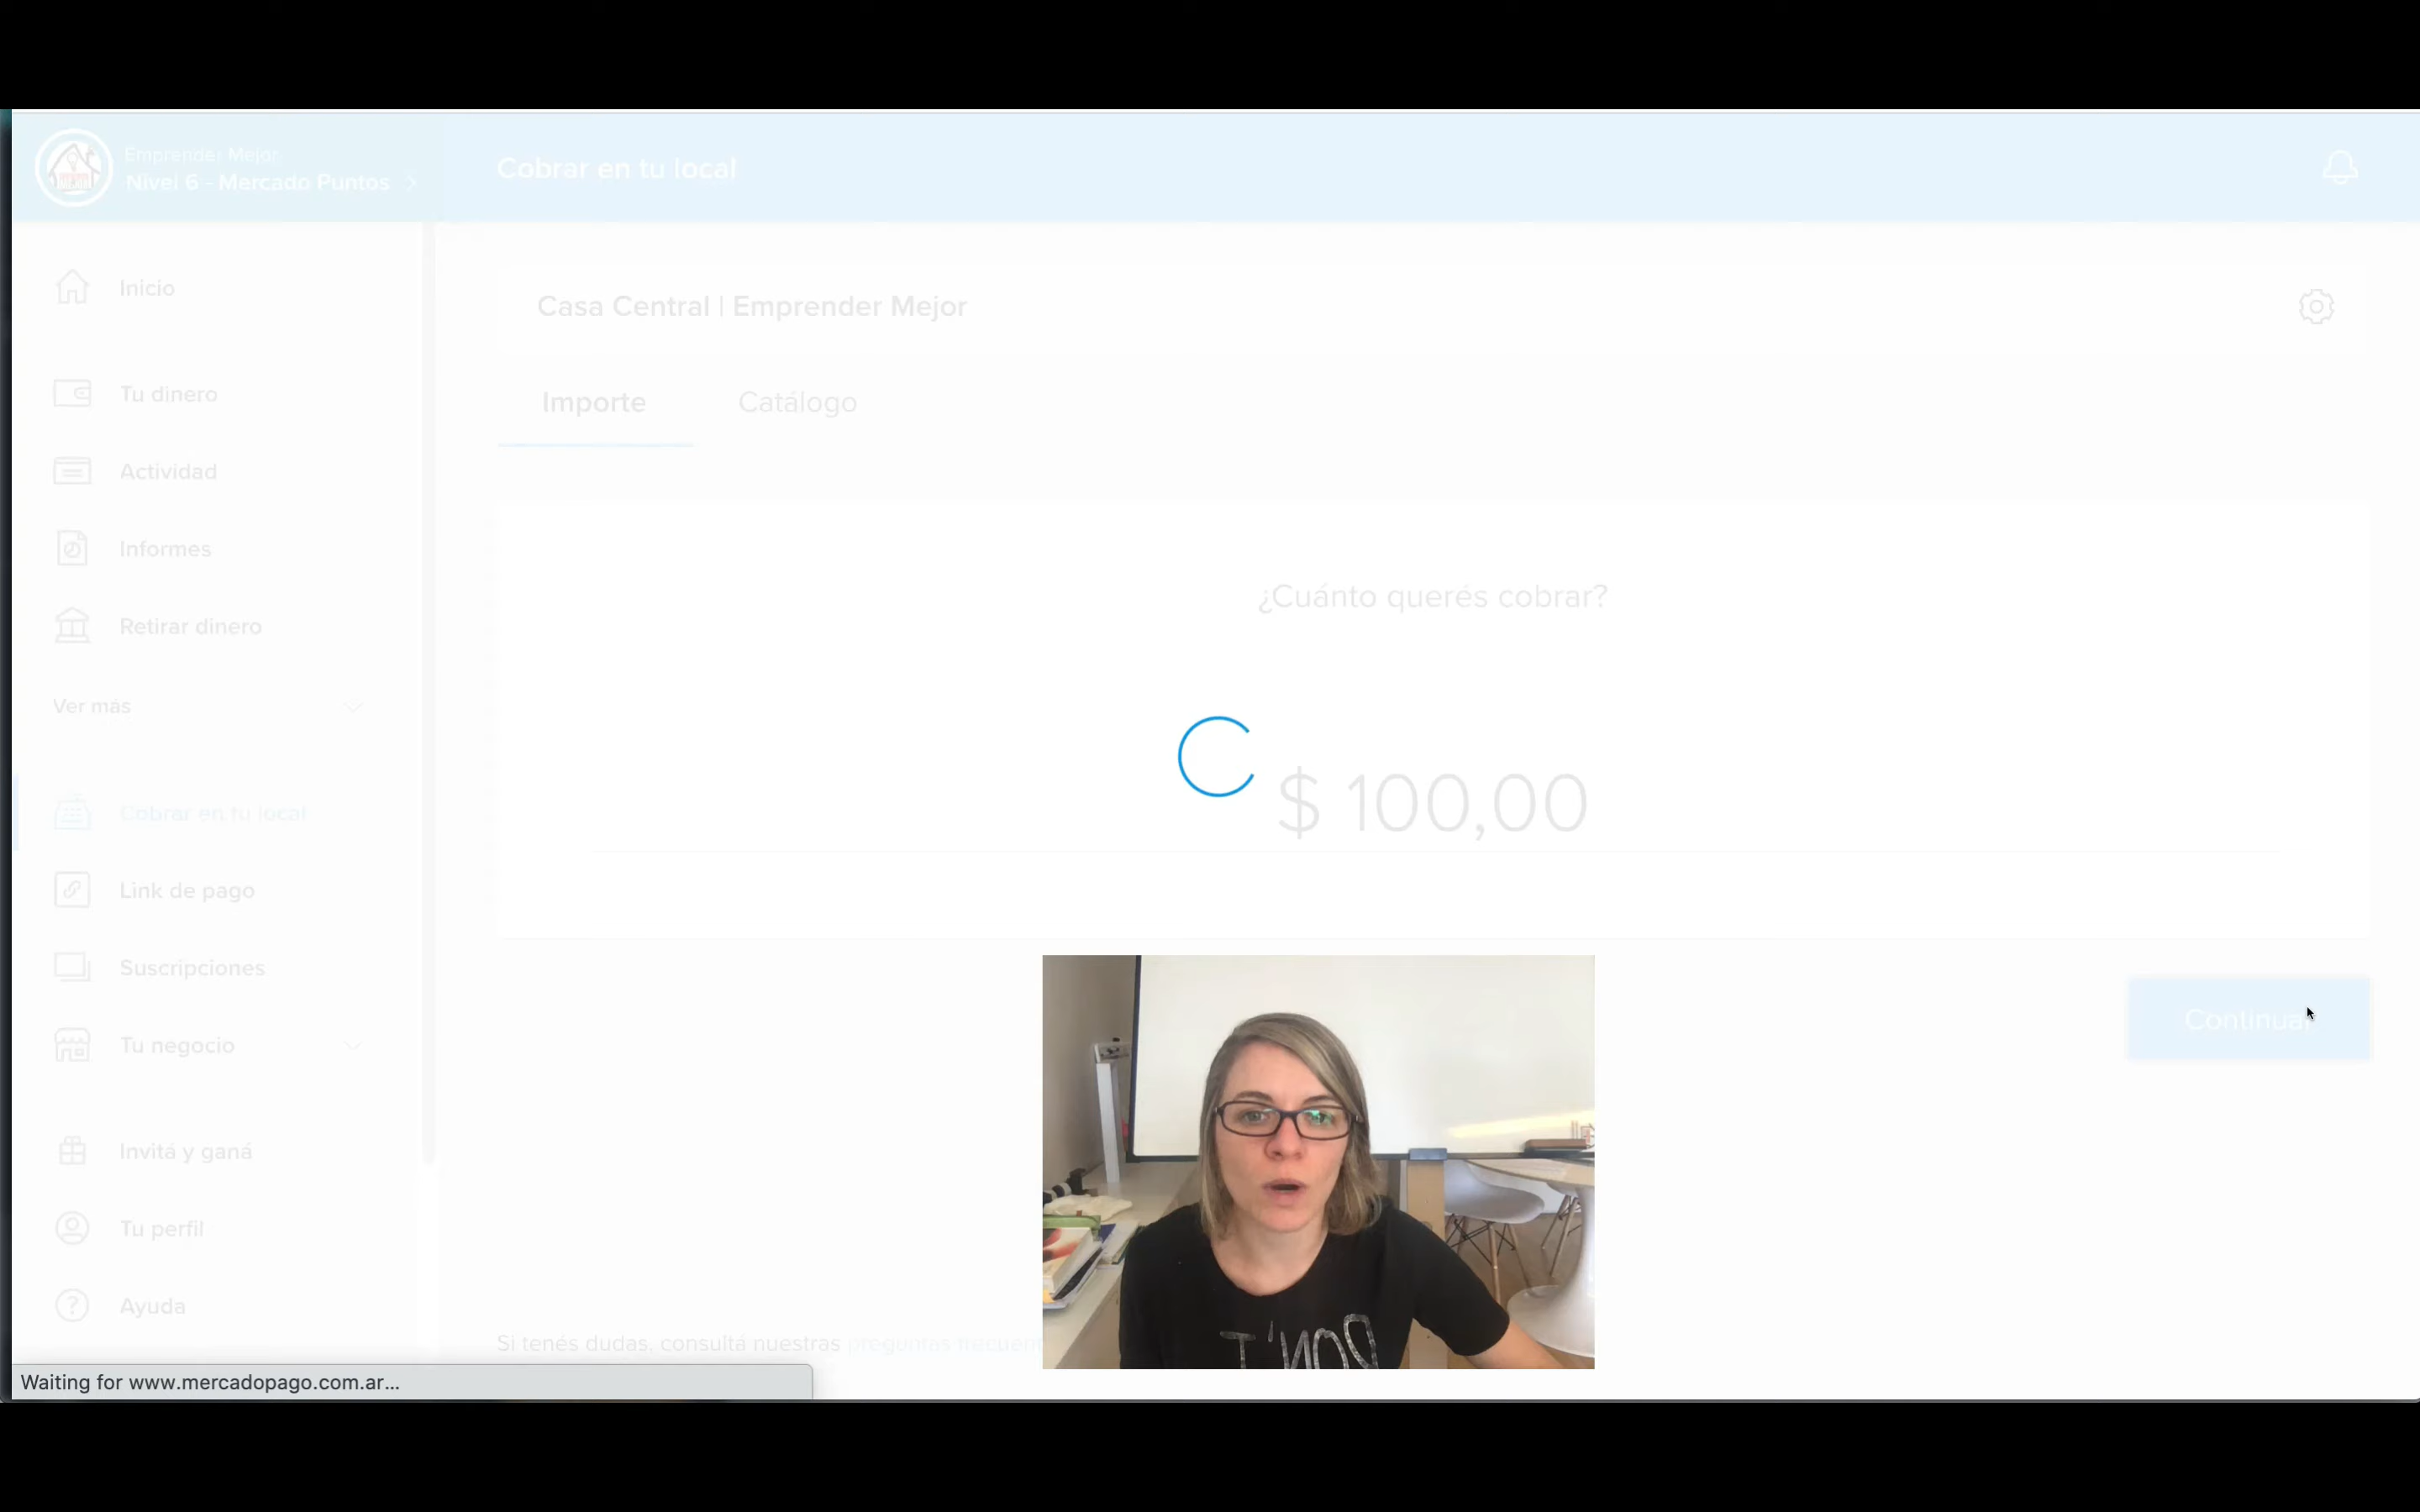 Emprender Mejor
Nivel 6 - Mercado Puntos
Cobrar en tu local
Inicio
Casa Central | Emprender Mejor
Tu dinero
Importe
Catálogo
Actividad
Informes
¿Cuánto querés cobrar?
Retirar dinero
Ver más
$ 100,00
Cobrar en tu local
Link de pago
Suscripciones
Continuar
Tu negocio
Invitá y ganá
Tu perfil
Ayuda
Si tenés dudas, consultá nuestras preguntas
Waiting for www.mercadopago.com.ar...